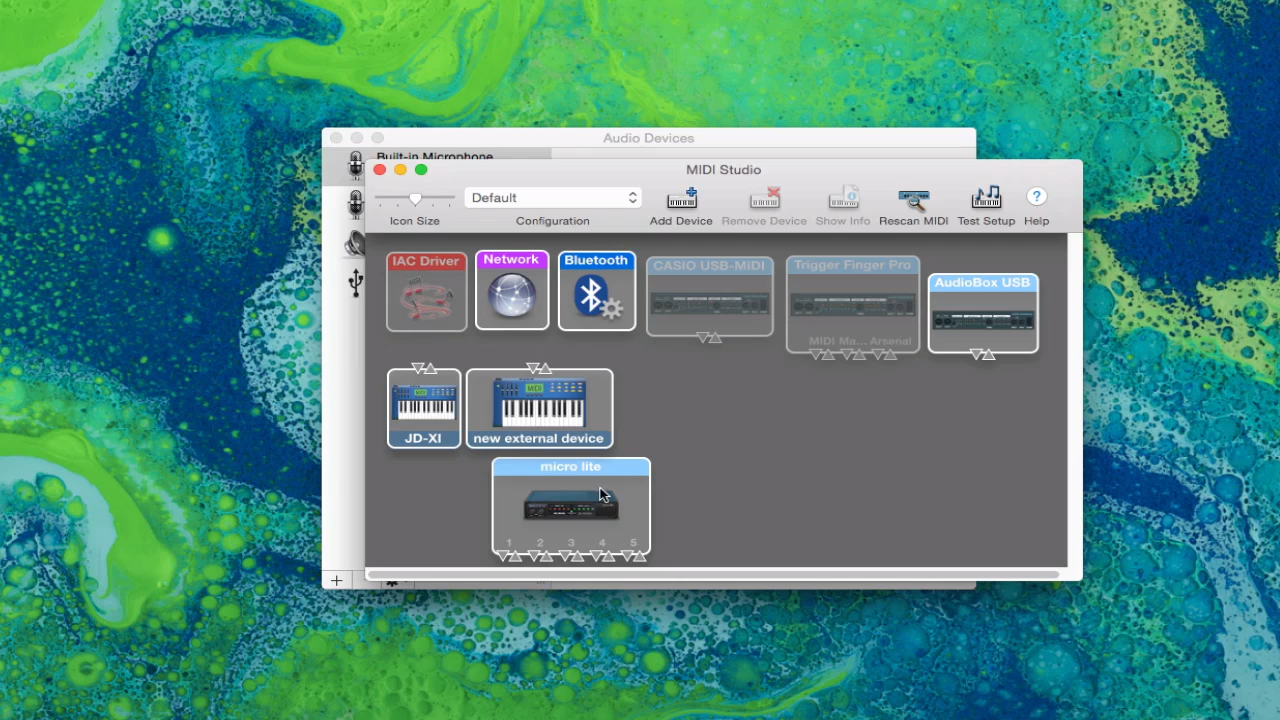 Audio Devices
Built-in Microphone
MIDI Studio
Default
Icon Size
Configuration
Add Device
Remove Device
Show Info
Rescan MIDI
Test Setup
?
Help
IAC Driver
Network
Bluetooth
CASIO USB-MIDI
Trigger Finger Pro
AudioBox USB
MIDI Ma... Arsenal
MIDI
JD-XI
new external device
micro lite
1 2 3 4 5